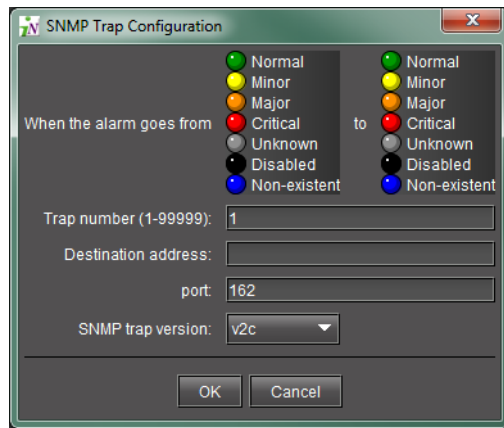 iN SNMP Trap Configuration
Normal Normal
Minor Minor
Major Major
When the alarm goes from Critical to Critical
Unknown Unknown
Disabled Disabled
Non-existent Non-existent
Trap number (1-99999): 1
Destination address:
port: 162
SNMP trap version: v2c
OK Cancel